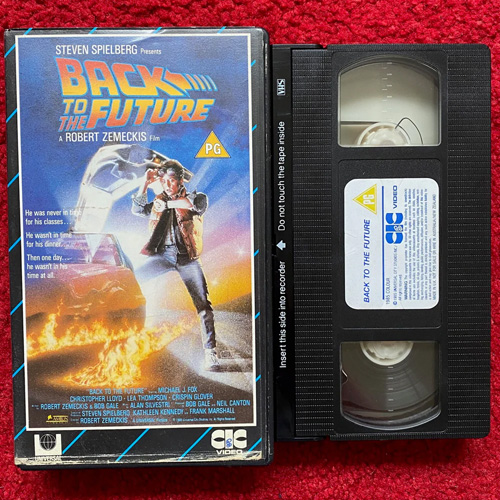 STEVEN SPIELBERG Presents
BACK
TO
THE FUTURE
A ROBERT ZEMECKIS Film
PG
He was never in time
for his classes...
He wasn't in time
for his dinner...
Then one day...
he wasn't in his
time at all.
BACK TO THE FUTURE MICHAEL J. FOX
CHRISTOPHER LLOYD · LEA THOMPSON · CRISPIN GLOVER
ROBERT ZEMECKIS & BOB GALE ALAN SILVESTRI BOB GALE NEIL CANTON
STEVEN SPIELBERG KATHLEEN KENNEDY FRANK MARSHALL
ROBERT ZEMECKIS
CIC
VIDEO
VHS
Do not touch the tape inside
Insert this side into recorder
PG
CIC
VIDEO
BACK TO THE FUTURE
1985 COLOUR